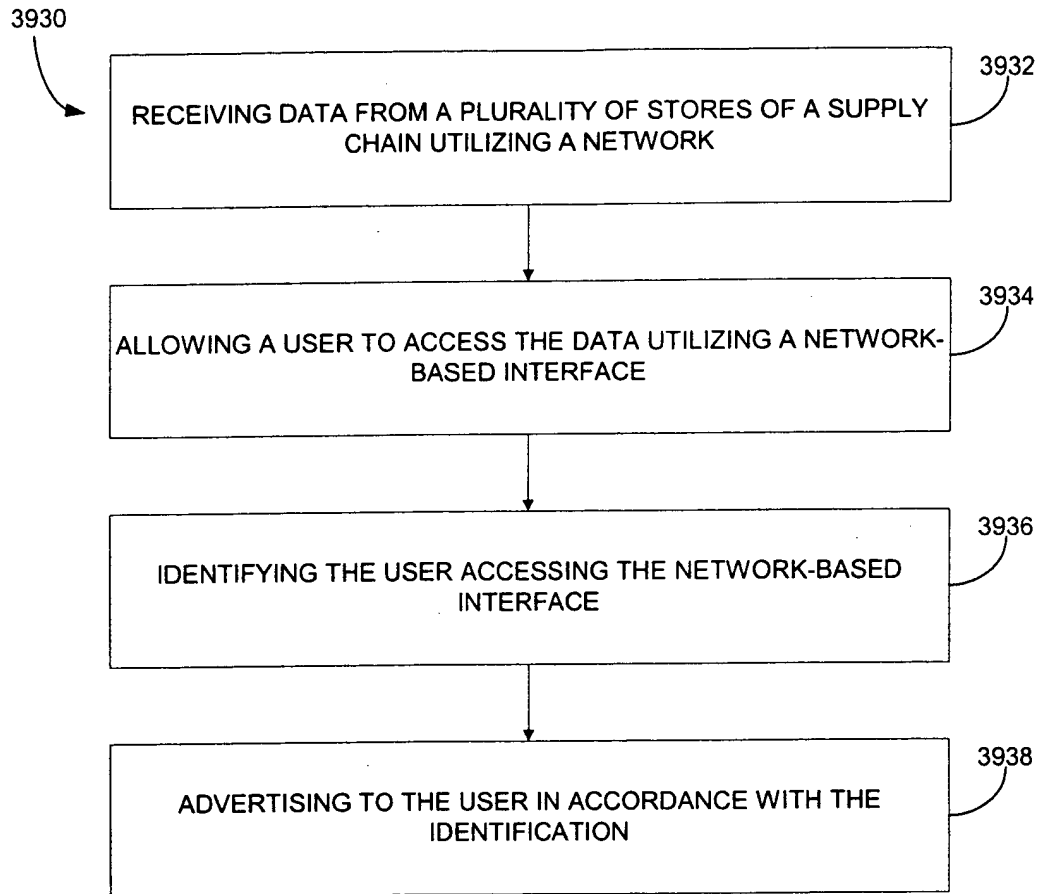 3930
3932
RECEIVING DATA FROM A PLURALITY OF STORES OF A SUPPLY
CHAIN UTILIZING A NETWORK
3934
ALLOWING A USER TO ACCESS THE DATA UTILIZING A NETWORK-
BASED INTERFACE
3936
IDENTIFYING THE USER ACCESSING THE NETWORK-BASED
INTERFACE
3938
ADVERTISING TO THE USER IN ACCORDANCE WITH THE
IDENTIFICATION